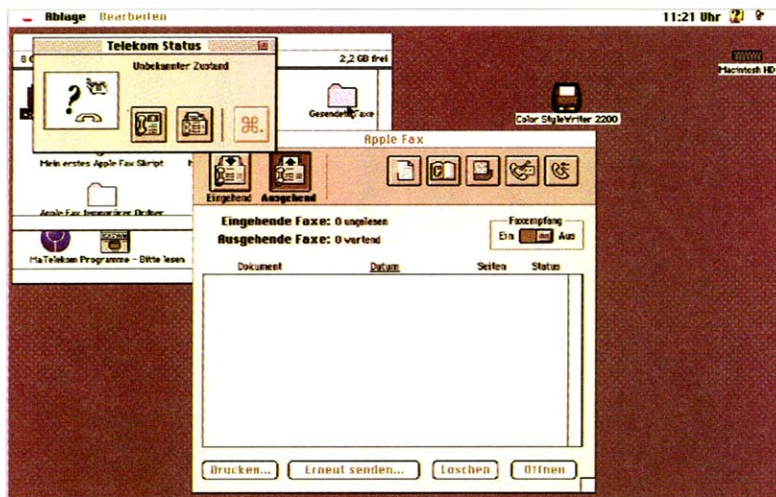 Ablage Bearbeiten
11:21 Uhr
Telekom Status
Unbekannter Zustand
2,2 GB frei
Macintosh HD
Gesendete Faxe
Color StyleWriter 2200
Mein erstes Apple Fax Skript
Apple Fax temporärer Ordner
Programme - Bitte lesen
Apple Fax
Eingehend Ausgehend
Eingehende Faxe: 0 ungelesen
Ausgehende Faxe: 0 wartend
Faxempfang
Ein Aus
Dokument Datum Seiten Status
Drucken... Erneut senden... Löschen Öffnen